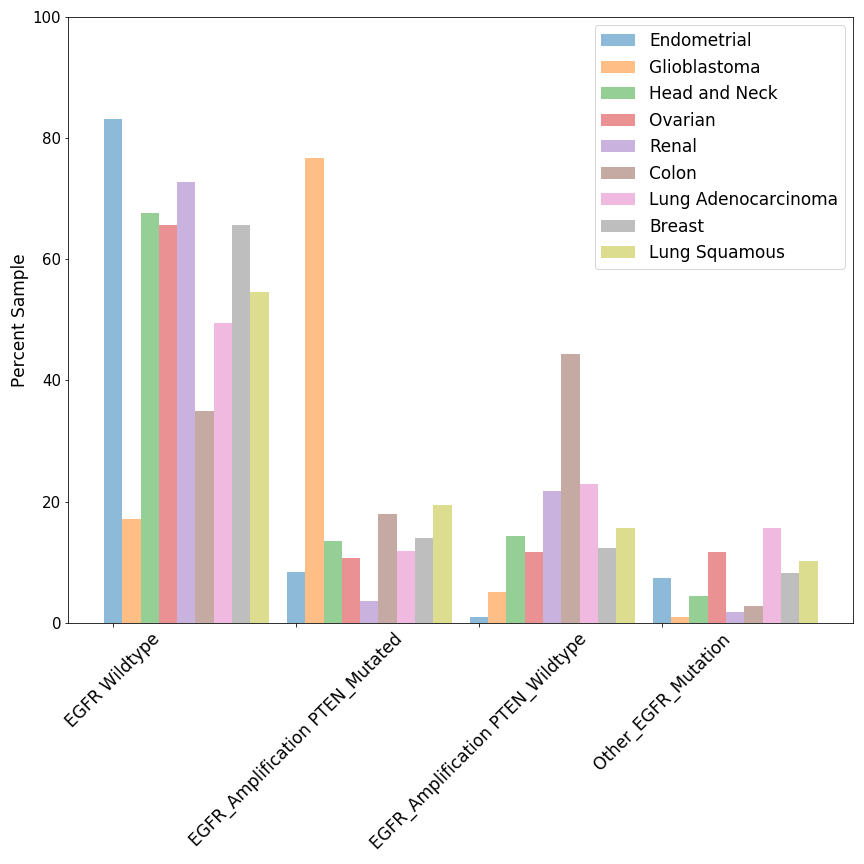 100
80
60
40
20
0
Percent Sample
Endometrial
Glioblastoma
Head and Neck
Ovarian
Renal
Colon
Lung Adenocarcinoma
Breast
Lung Squamous
EGFR Wildtype
EGFR_Amplification PTEN_Mutated
EGFR_Amplification PTEN_Wildtype
Other_EGFR_Mutation